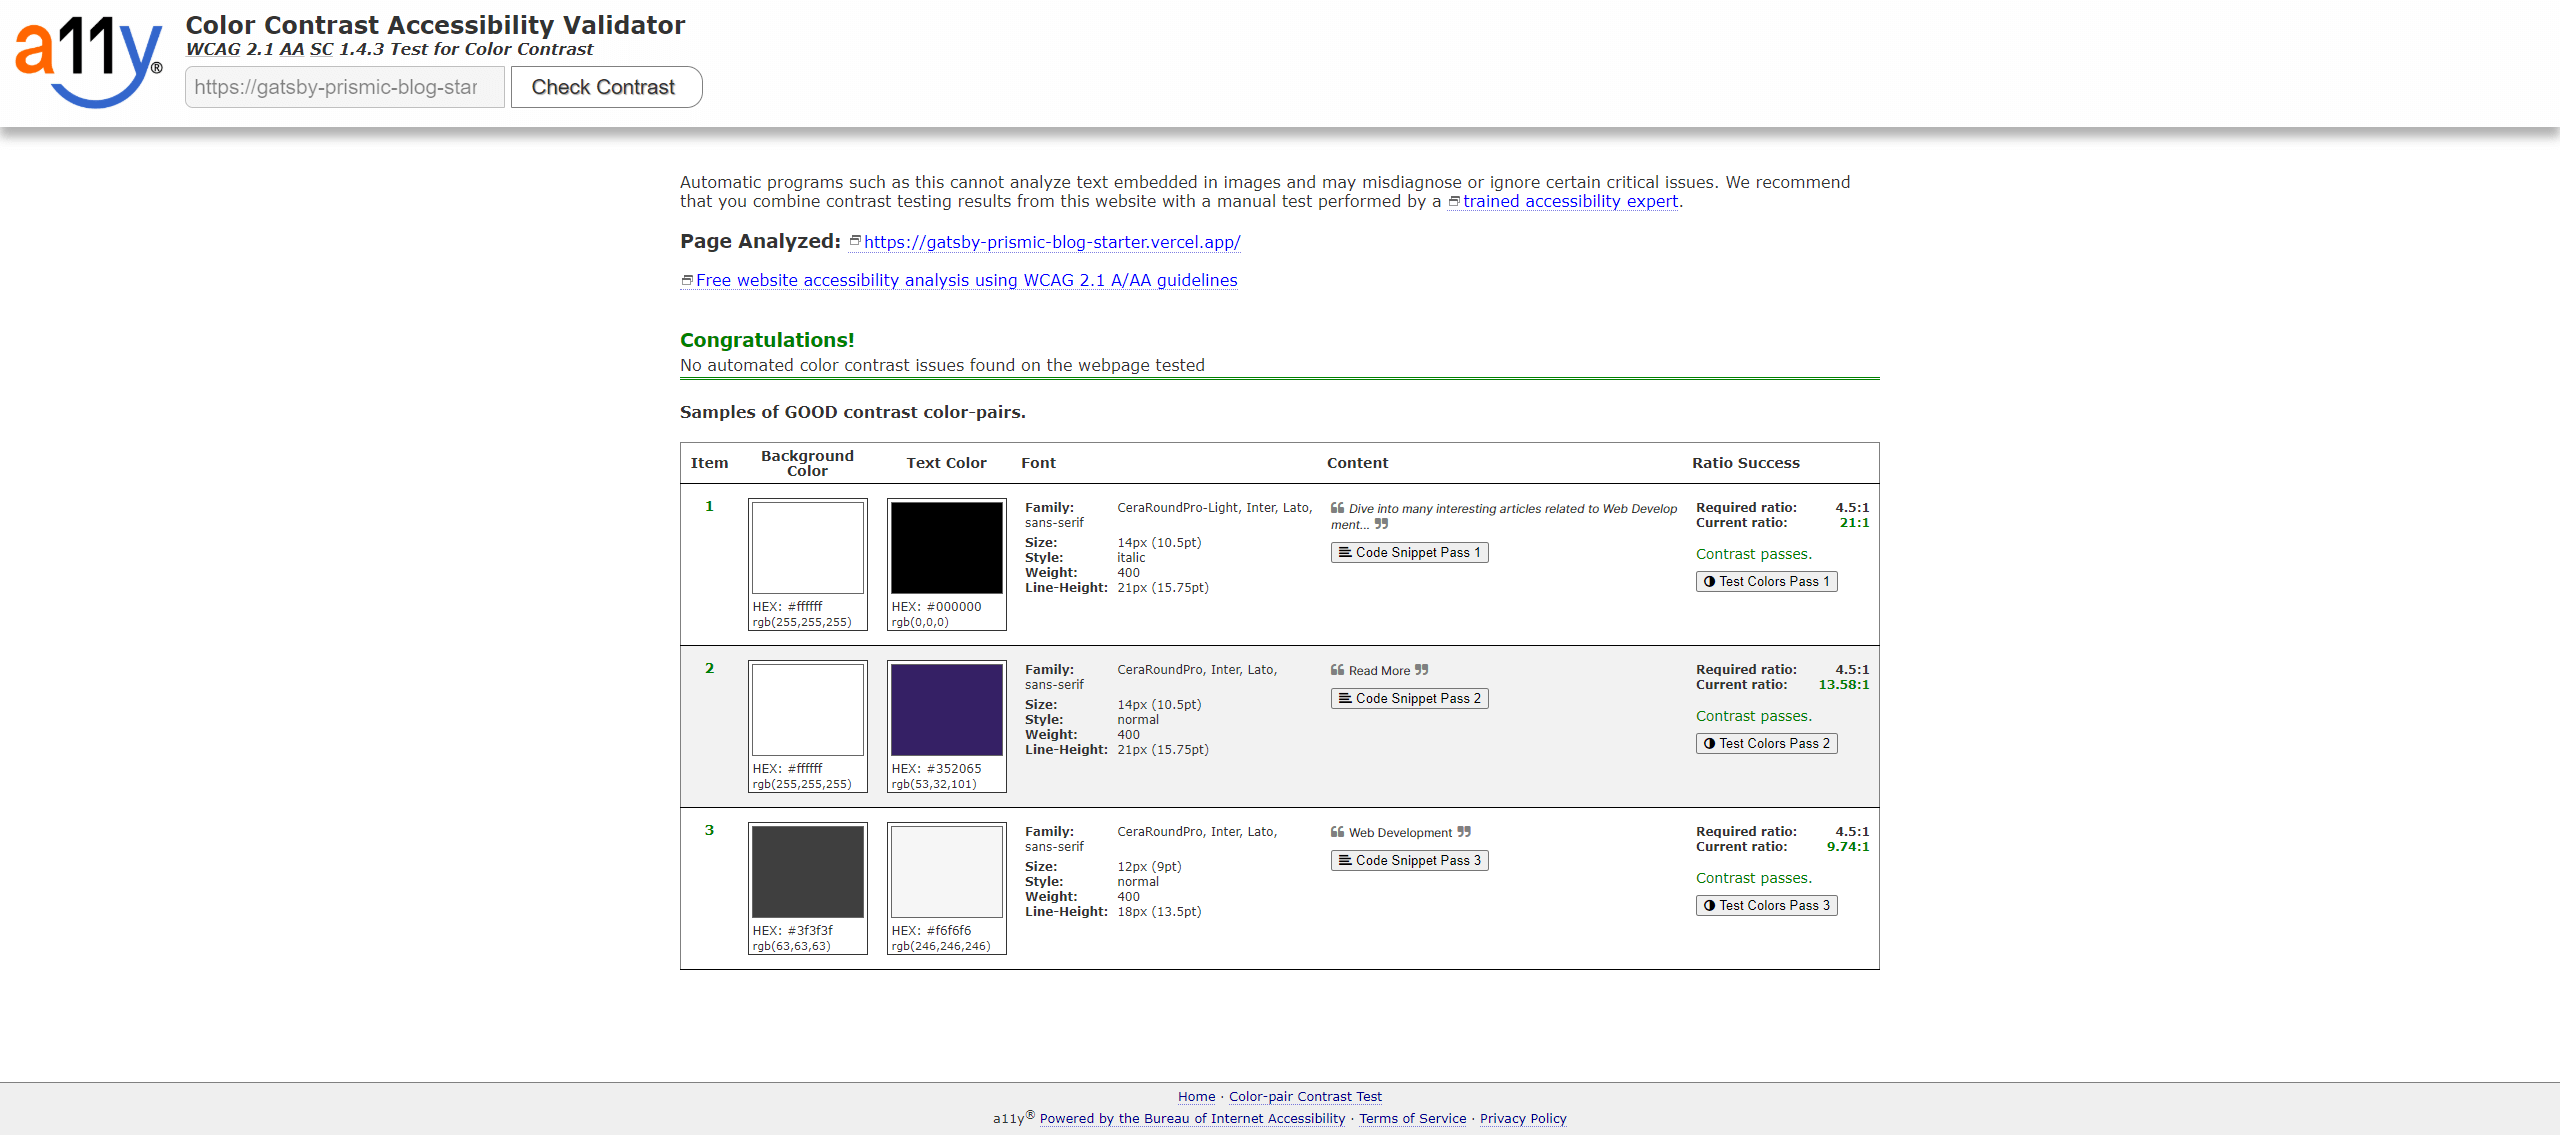 a11y®
Color Contrast Accessibility Validator
WCAG 2.1 AA SC 1.4.3 Test for Color Contrast
https://gatsby-prismic-blog-star
Check Contrast
Automatic programs such as this cannot analyze text embedded in images and may misdiagnose or ignore certain critical issues. We recommend
that you combine contrast testing results from this website with a manual test performed by a trained accessibility expert.
Page Analyzed: https://gatsby-prismic-blog-starter.vercel.app/
Free website accessibility analysis using WCAG 2.1 A/AA guidelines
Congratulations!
No automated color contrast issues found on the webpage tested
Samples of GOOD contrast color-pairs.
Item
Background
Color
Text Color
Font
Content
Ratio Success
1
HEX: #ffffff
rgb(255,255,255)
HEX: #000000
rgb(0,0,0)
Family: CeraRoundPro-Light, Inter, Lato,
sans-serif
Size: 14px (10.5pt)
Style: italic
Weight: 400
Line-Height: 21px (15.75pt)
❝ Dive into many interesting articles related to Web Develop
ment... ❞
Code Snippet Pass 1
Required ratio: 4.5:1
Current ratio: 21:1
Contrast passes.
Test Colors Pass 1
2
HEX: #ffffff
rgb(255,255,255)
HEX: #352065
rgb(53,32,101)
Family: CeraRoundPro, Inter, Lato,
sans-serif
Size: 14px (10.5pt)
Style: normal
Weight: 400
Line-Height: 21px (15.75pt)
❝ Read More ❞
Code Snippet Pass 2
Required ratio: 4.5:1
Current ratio: 13.58:1
Contrast passes.
Test Colors Pass 2
3
HEX: #3f3f3f
rgb(63,63,63)
HEX: #f6f6f6
rgb(246,246,246)
Family: CeraRoundPro, Inter, Lato,
sans-serif
Size: 12px (9pt)
Style: normal
Weight: 400
Line-Height: 18px (13.5pt)
❝ Web Development ❞
Code Snippet Pass 3
Required ratio: 4.5:1
Current ratio: 9.74:1
Contrast passes.
Test Colors Pass 3
Home · Color-pair Contrast Test
a11y® Powered by the Bureau of Internet Accessibility · Terms of Service · Privacy Policy